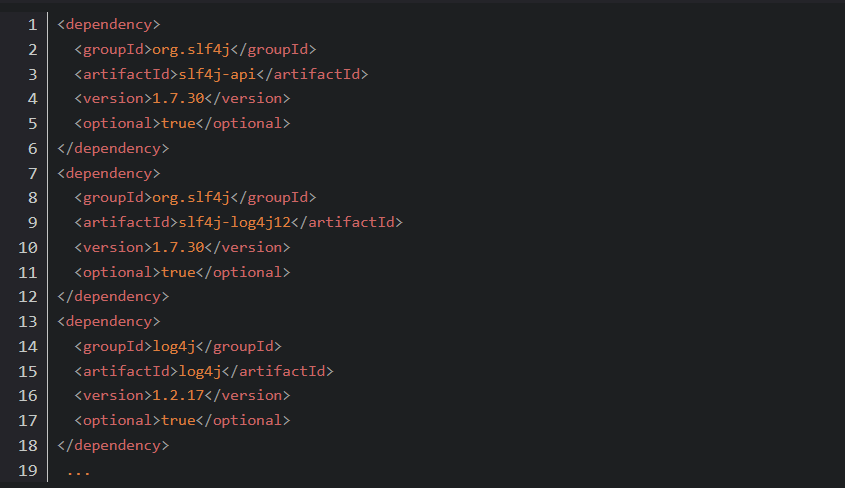 1 <dependency>
2   <groupId>org.slf4j</groupId>
3   <artifactId>slf4j-api</artifactId>
4   <version>1.7.30</version>
5   <optional>true</optional>
6 </dependency>
7 <dependency>
8   <groupId>org.slf4j</groupId>
9   <artifactId>slf4j-log4j12</artifactId>
10   <version>1.7.30</version>
11   <optional>true</optional>
12 </dependency>
13 <dependency>
14   <groupId>log4j</groupId>
15   <artifactId>log4j</artifactId>
16   <version>1.2.17</version>
17   <optional>true</optional>
18 </dependency>
19  ...